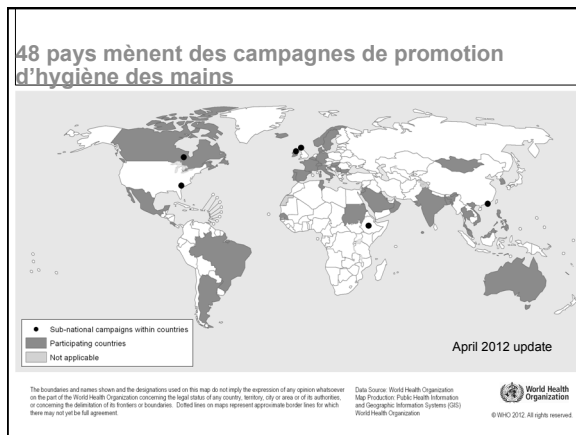 48 pays mènent des campagnes de promotion
d’hygiène des mains
Sub-national campaigns within countries
Participating countries
Not applicable
April 2012 update
The boundaries and names shown and the designations used on this map do not imply the expression of any opinion whatsoever
on the part of the World Health Organization concerning the legal status of any country, territory, city or area or of its authorities,
or concerning the delimitation of its frontiers or boundaries. Dotted lines on maps represent approximate border lines for which
there may not yet be full agreement.
Data Source: World Health Organization
Map Production: Public Health Information
and Geographic Information Systems (GIS)
World Health Organization
World Health
Organization
© WHO 2012. All rights reserved.